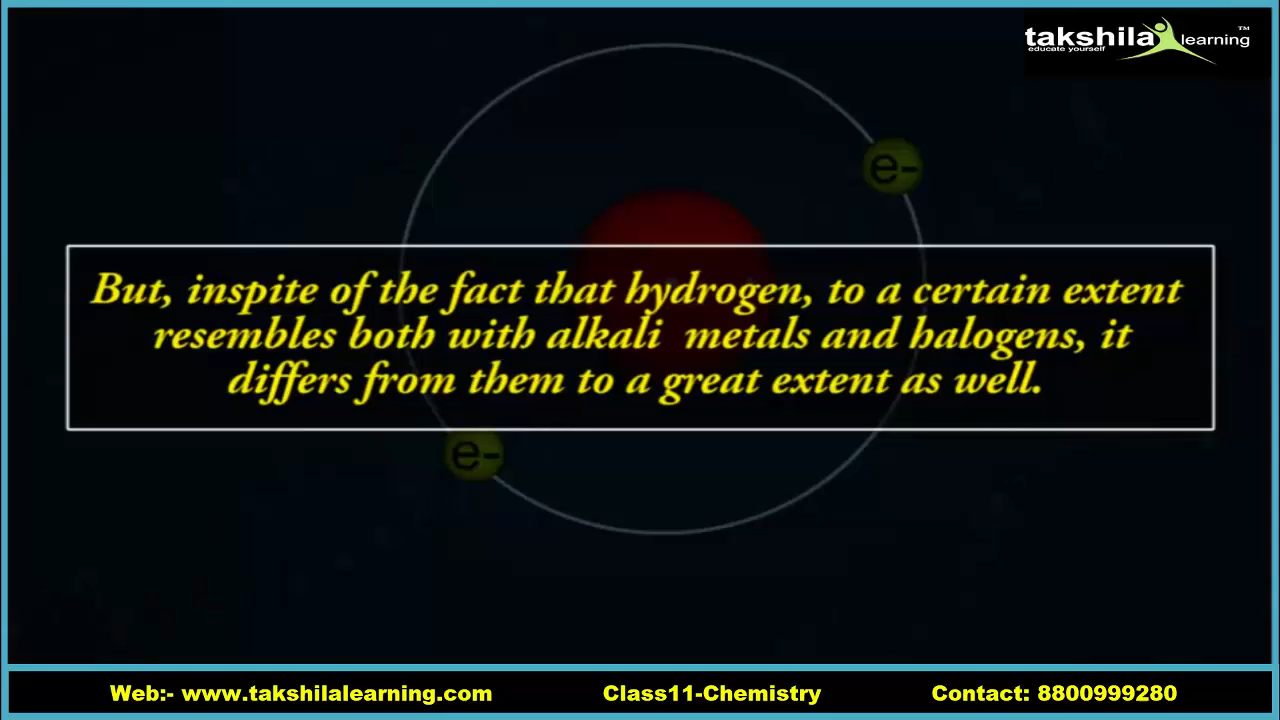 takshila learning™
educate yourself
e-
But, inspite of the fact that hydrogen, to a certain extent
resembles both with alkali metals and halogens, it
differs from them to a great extent as well.
e-
Web:- www.takshilalearning.com Class11-Chemistry Contact: 8800999280